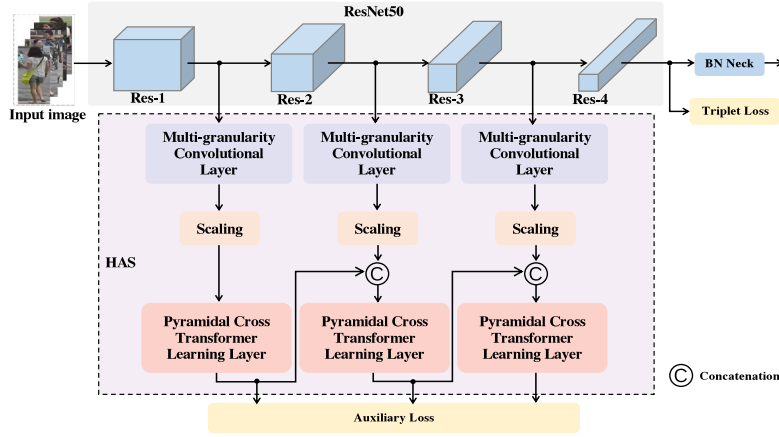 ResNet50
BN Neck
Res-1
Res-2
Res-3
Res-4
Input image
Triplet Loss
Multi-granularity
Convolutional
Layer
Multi-granularity
Convolutional
Layer
Multi-granularity
Convolutional
Layer
Scaling
Scaling
Scaling
HAS
C
C
Pyramidal Cross
Transformer
Learning Layer
Pyramidal Cross
Transformer
Learning Layer
Pyramidal Cross
Transformer
Learning Layer
C Concatenation
Auxiliary Loss